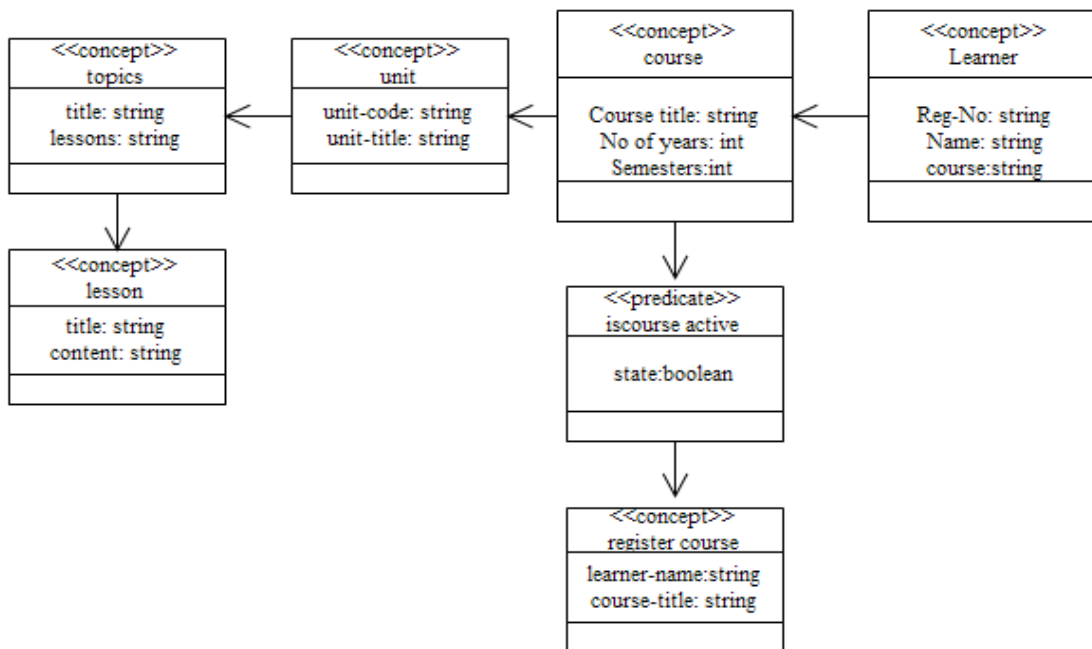 <<concept>>
topics
title: string
lessons: string
<<concept>>
unit
unit-code: string
unit-title: string
<<concept>>
course
Course title: string
No of years: int
Semesters:int
<<concept>>
Learner
Reg-No: string
Name: string
course:string
<<concept>>
lesson
title: string
content: string
<<predicate>>
iscourse active
state:boolean
<<concept>>
register course
learner-name:string
course-title: string